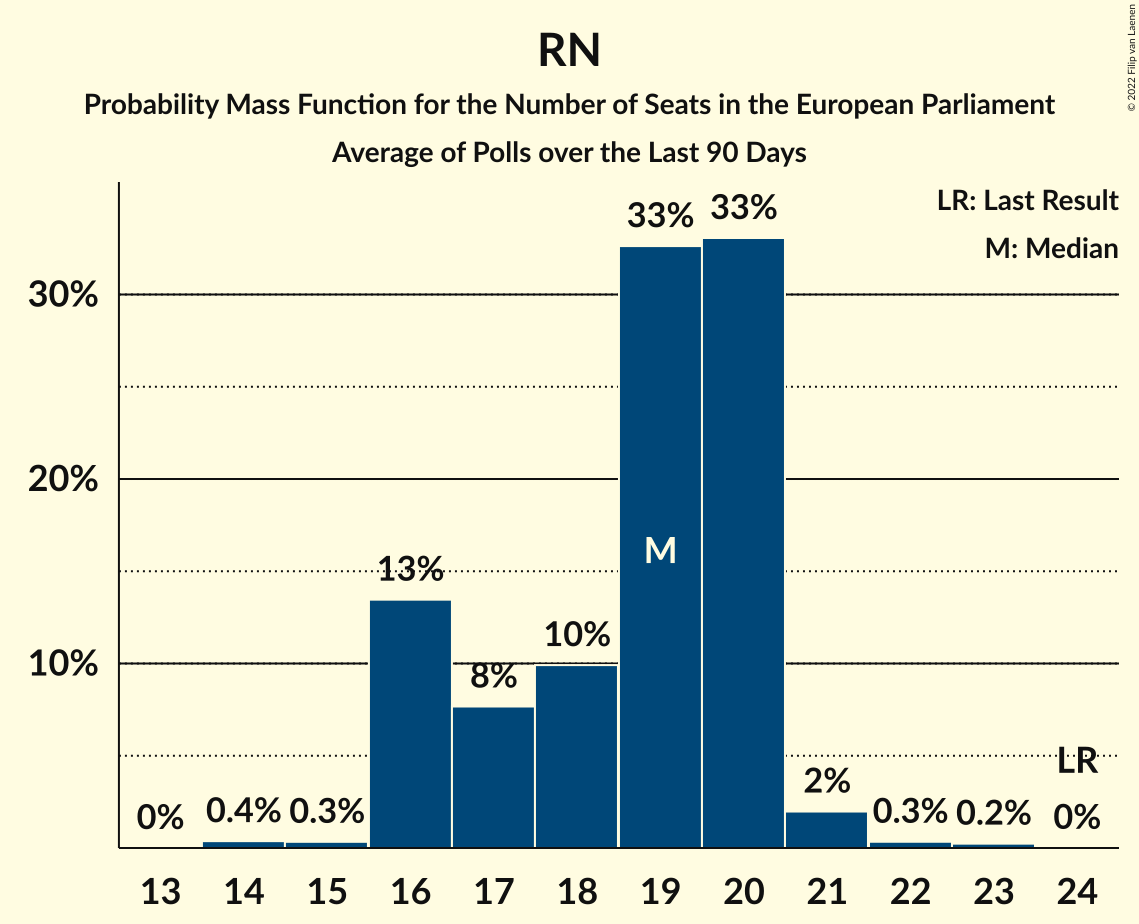 RN
Probability Mass Function for the Number of Seats in the European Parliament
Average of Polls over the Last 90 Days
© 2022 Filip van Laenen
LR: Last Result
M: Median
33% 33%
30%
20%
M
13%
10%
10%
8%
LR
2%
0% 0.4% 0.3% 0.3% 0.2% 0%
13 14 15 16 17 18 19 20 21 22 23 24